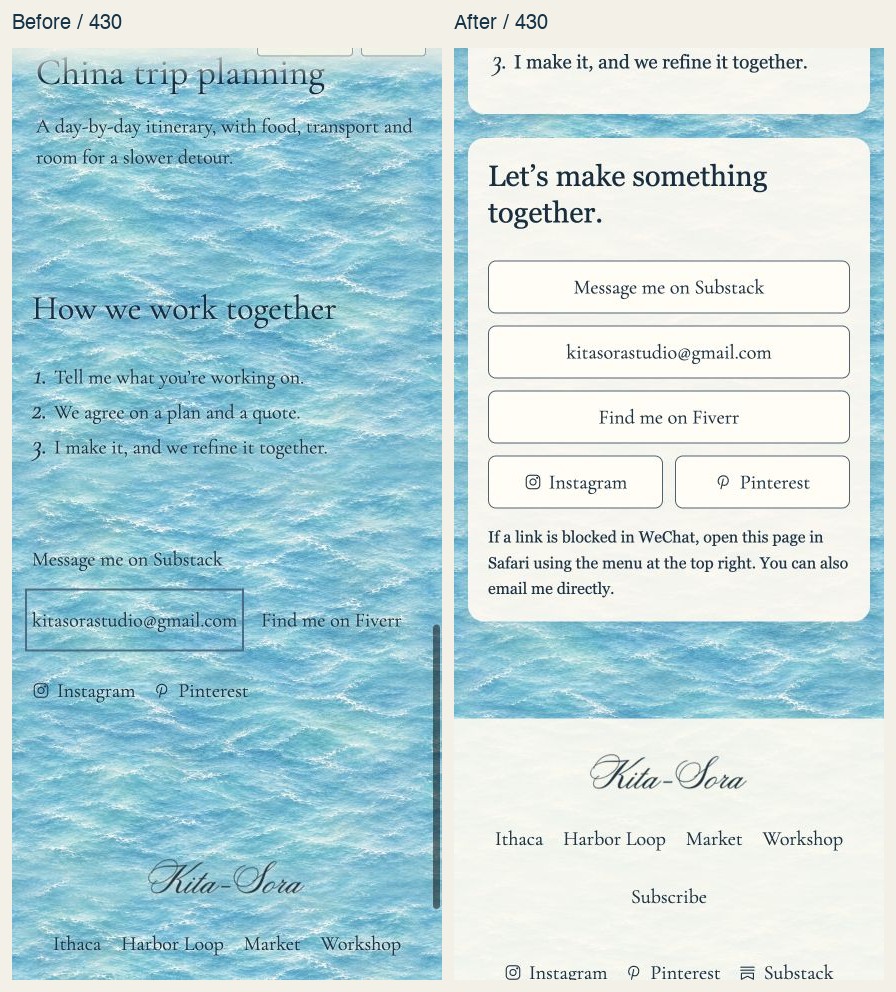 Before / 430
China trip planning
A day-by-day itinerary, with food, transport and
room for a slower detour.
How we work together
1. Tell me what you’re working on.
2. We agree on a plan and a quote.
3. I make it, and we refine it together.
Message me on Substack
kitasorastudio@gmail.com Find me on Fiverr
Instagram Pinterest
Kita-Sora
Ithaca Harbor Loop Market Workshop
After / 430
3. I make it, and we refine it together.
Let’s make something
together.
Message me on Substack
kitasorastudio@gmail.com
Find me on Fiverr
Instagram Pinterest
If a link is blocked in WeChat, open this page in
Safari using the menu at the top right. You can also
email me directly.
Kita-Sora
Ithaca Harbor Loop Market Workshop
Subscribe
Instagram Pinterest Substack